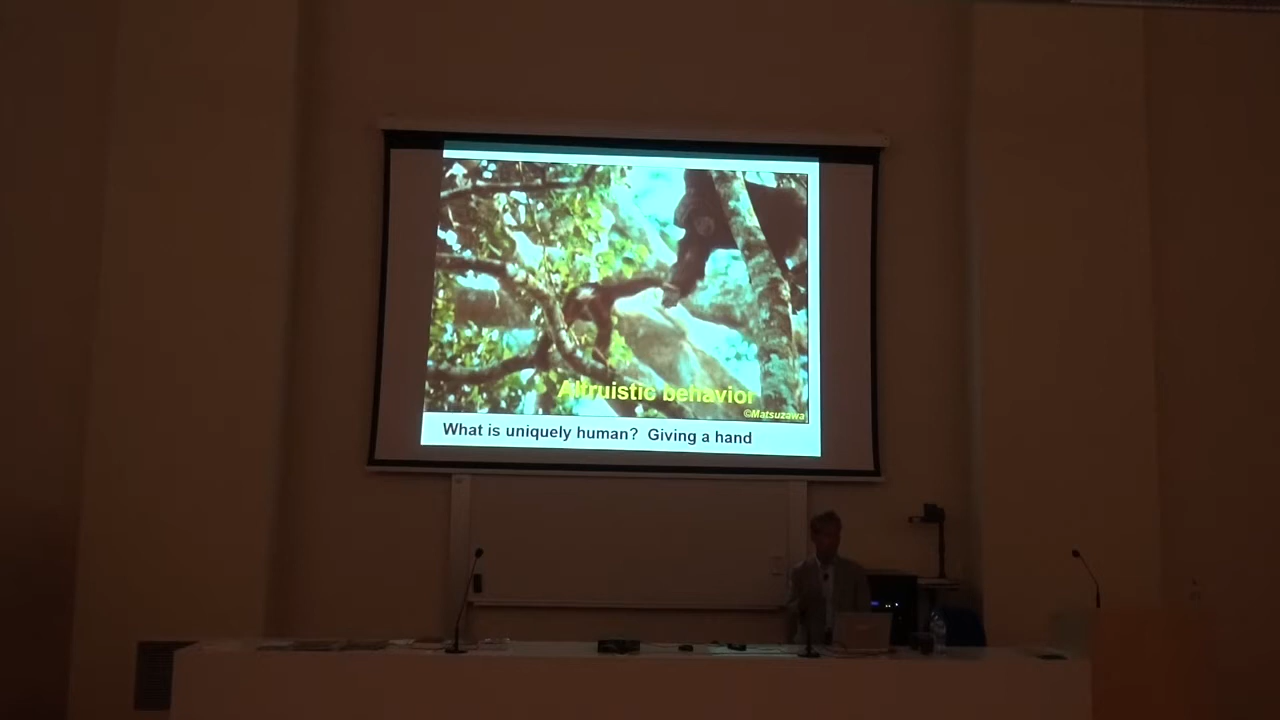 Altruistic behavior
©Matsuzawa
What is uniquely human? Giving a hand